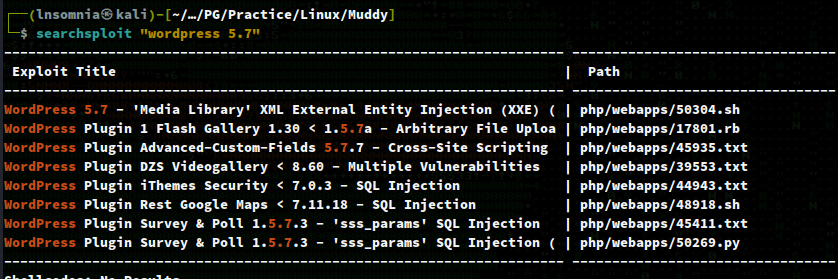 ┌──(lnsomnia㉿kali)-[~/…/PG/Practice/Linux/Muddy]
└─$ searchsploit "wordpress 5.7"
Exploit Title | Path
WordPress 5.7 - 'Media Library' XML External Entity Injection (XXE) ( | php/webapps/50304.sh
WordPress Plugin 1 Flash Gallery 1.30 < 1.5.7a - Arbitrary File Uploa | php/webapps/17801.rb
WordPress Plugin Advanced-Custom-Fields 5.7.7 - Cross-Site Scripting | php/webapps/45935.txt
WordPress Plugin DZS Videogallery < 8.60 - Multiple Vulnerabilities | php/webapps/39553.txt
WordPress Plugin iThemes Security < 7.0.3 - SQL Injection | php/webapps/44943.txt
WordPress Plugin Rest Google Maps < 7.11.18 - SQL Injection | php/webapps/48918.sh
WordPress Plugin Survey & Poll 1.5.7.3 - 'sss_params' SQL Injection | php/webapps/45411.txt
WordPress Plugin Survey & Poll 1.5.7.3 - 'sss_params' SQL Injection ( | php/webapps/50269.py
Shellcodes: No Results